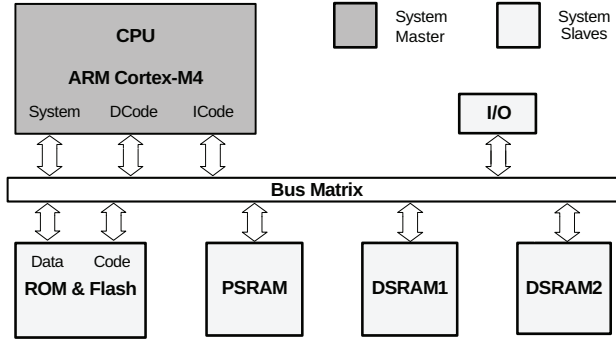 CPU
ARM Cortex-M4
System DCode ICode
System
Master
System
Slaves
I/O
Bus Matrix
Data Code
ROM & Flash
PSRAM
DSRAM1
DSRAM2